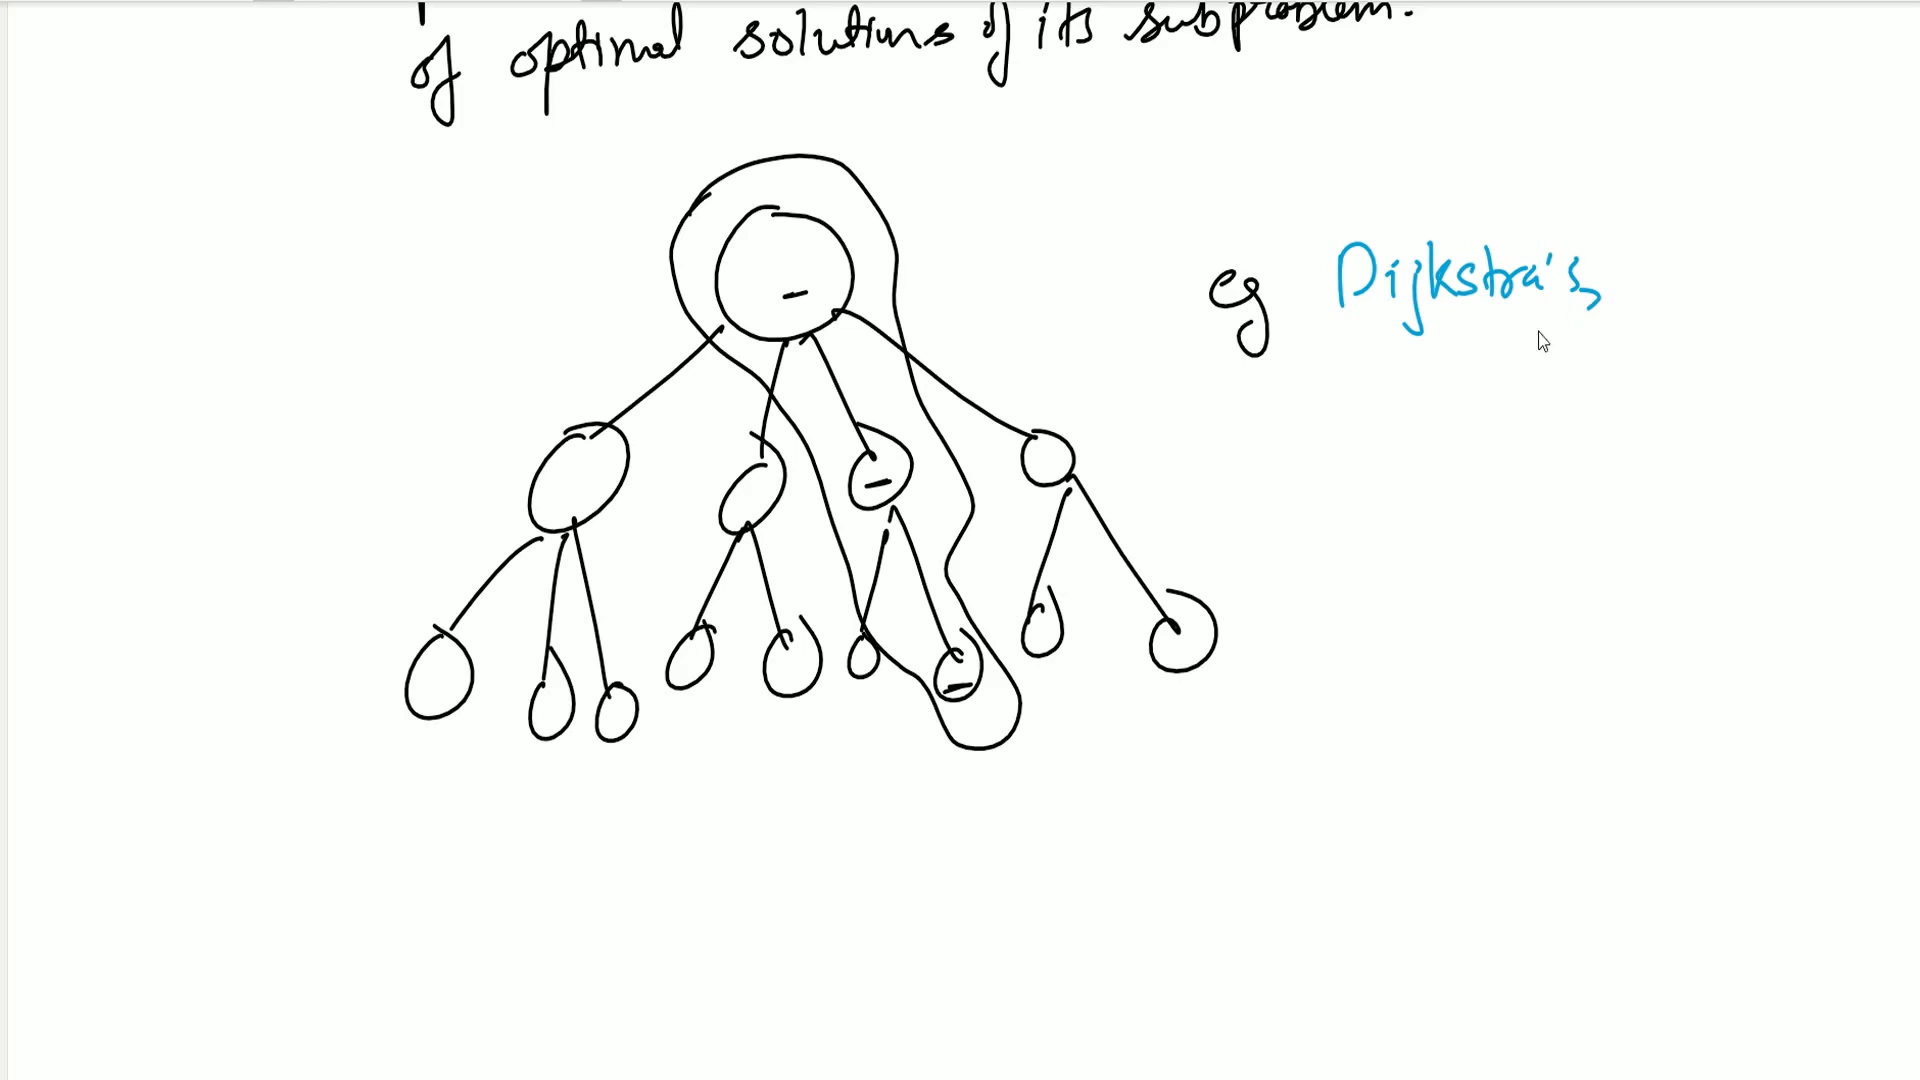 of optimal solutions of its subproblem.
eg Dijkstra's,